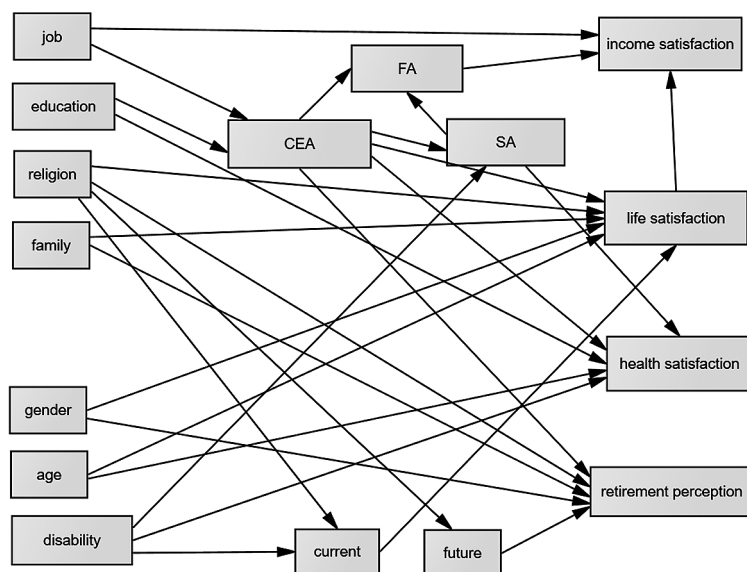 job
income satisfaction
FA
education
CEA
SA
religion
life satisfaction
family
health satisfaction
gender
age
retirement perception
disability
current
future